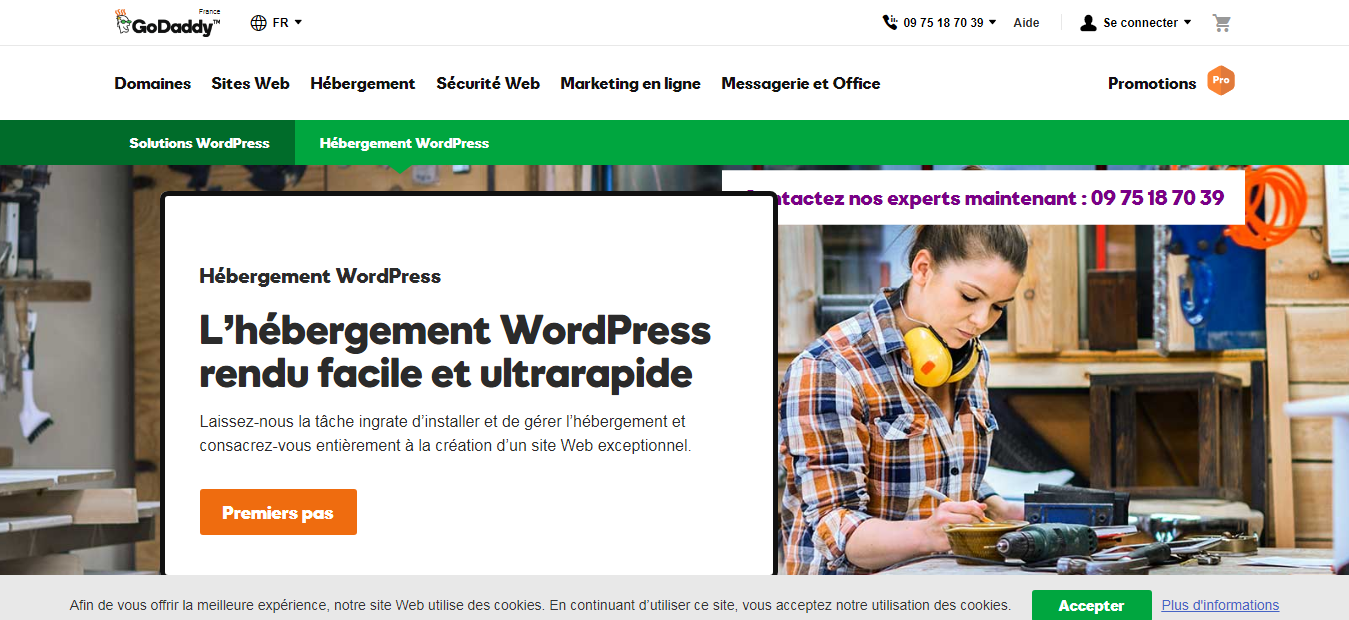 GoDaddy™
France
FR
09 75 18 70 39
Aide
Se connecter
Domaines
Sites Web
Hébergement
Sécurité Web
Marketing en ligne
Messagerie et Office
Promotions
Pro
Solutions WordPress
Hébergement WordPress
nos experts maintenant : 09 75 18 70 39
Hébergement WordPress
L’hébergement WordPress
rendu facile et ultrarapide
Laissez-nous la tâche ingrate d’installer et de gérer l’hébergement et
consacrez-vous entièrement à la création d’un site Web exceptionnel.
Premiers pas
Afin de vous offrir la meilleure expérience, notre site Web utilise des cookies. En continuant d’utiliser ce site, vous acceptez notre utilisation des cookies.
Accepter
Plus d'informations